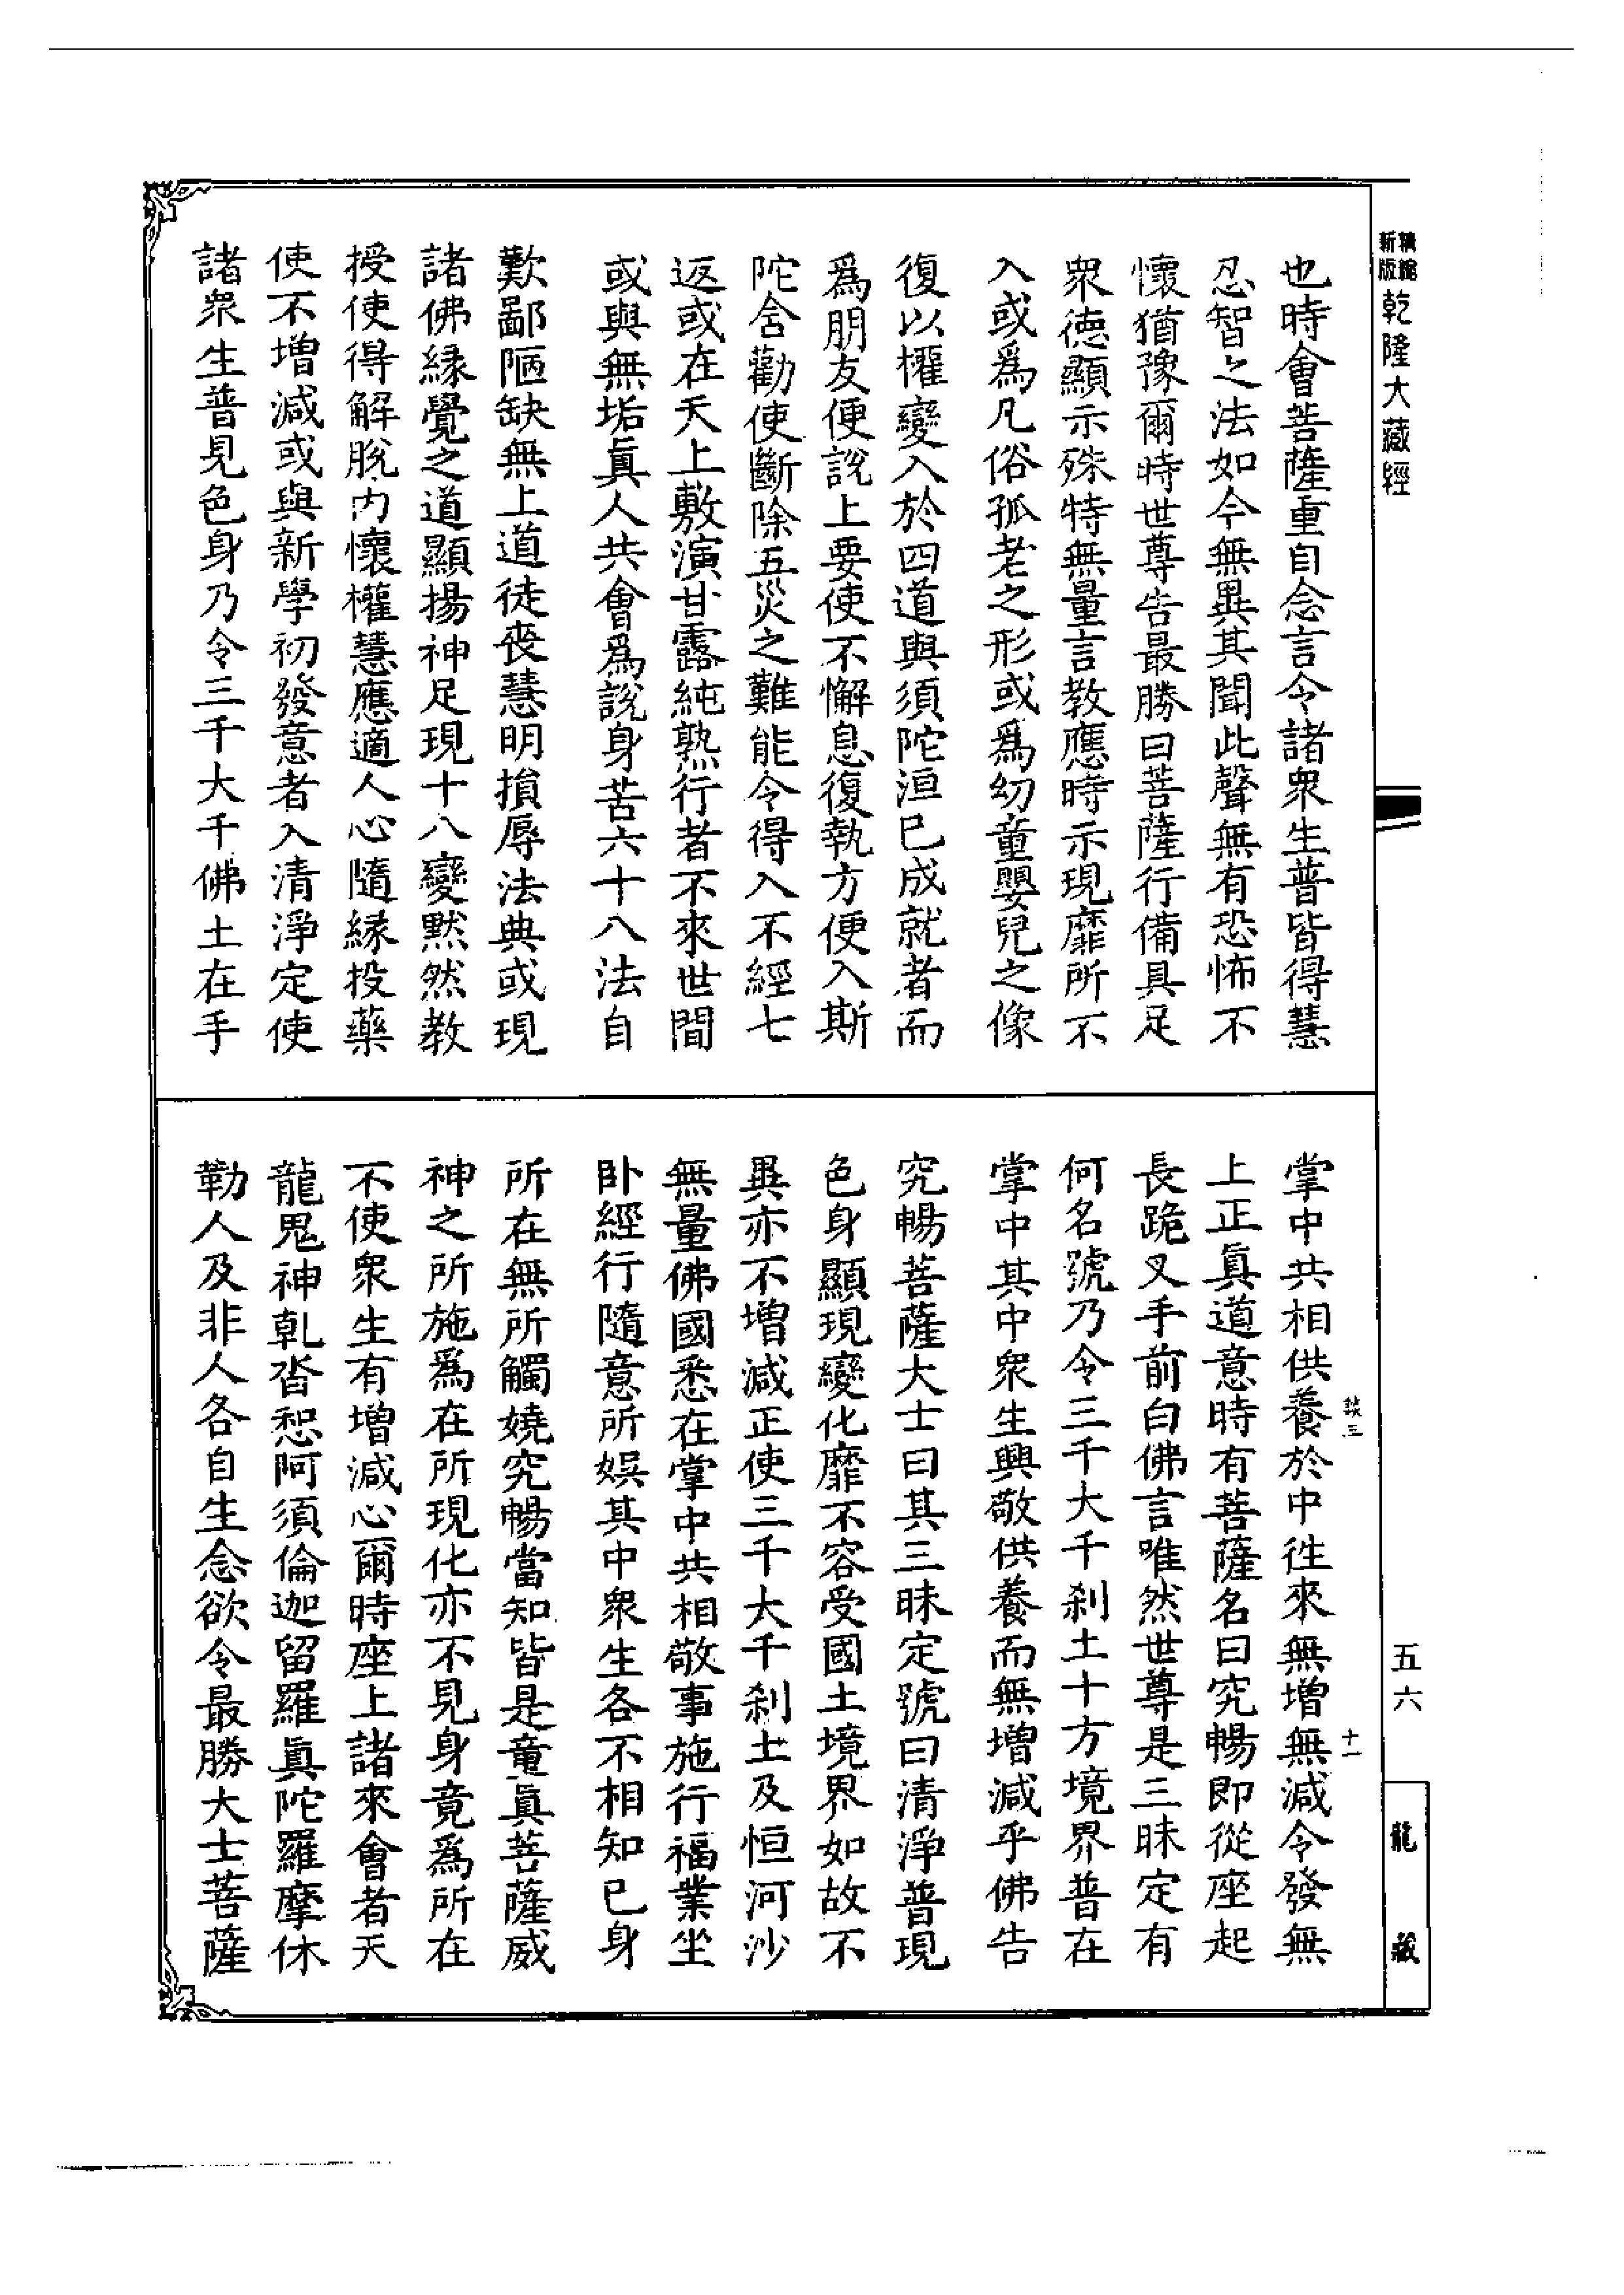 新版精縮乾隆大藏經
也時會菩薩重自念言令諸衆生普皆得慧
忍智之法如今無異其聞此聲無有恐怖不
懷猶豫爾時世尊告最勝曰菩薩行備具足
衆德顯示殊特無量言教應時示現靡所不
入或爲凡俗孤老之形或爲幼童嬰兒之像
復以權變入於四道與須陀洹已成就者而
爲朋友便說上要使不懈息復執方便入斯
陀含勸使斷除五災之難能令得入不經七
返或在天上敷演甘露純熟行者不來世間
或與無垢眞人共會爲說身苦六十八法自
歎鄙陋缺無上道徒喪慧明損辱法典或現
諸佛縁覺之道顯揚神足現十八變黙然教
授使得解脫内懷權慧應適人心隨縁投藥
使不增減或與新學初發意者入清淨定使
諸衆生普見色身乃令三千大千佛土在手
掌中共相供養於中徃來無增無減令發無
上正眞道意時有菩薩名曰究暢即從座起
長跪叉手前白佛言唯然世尊是三昧定有
何名號乃令三千大千刹土十方境界普在
掌中其中衆生興敬供養而無增減乎佛告
究暢菩薩大士曰其三昧定號曰清淨普現
色身顯現變化靡不容受國土境界如故不
異亦不增減正使三千大千刹土及恒河沙
無量佛國悉在掌中共相敬事施行福業坐
卧經行隨意所娛其中衆生各不相知已身
所在無所觸嬈究暢當知皆是竜眞菩薩威
神之所施爲在所現化亦不見身竟爲所在
不使衆生有增減心爾時座上諸來會者天
龍鬼神乹沓惒阿須倫迦留羅眞陀羅摩休
勒人及非人各自生念欲令最勝大士菩薩
五六
十一
龍藏